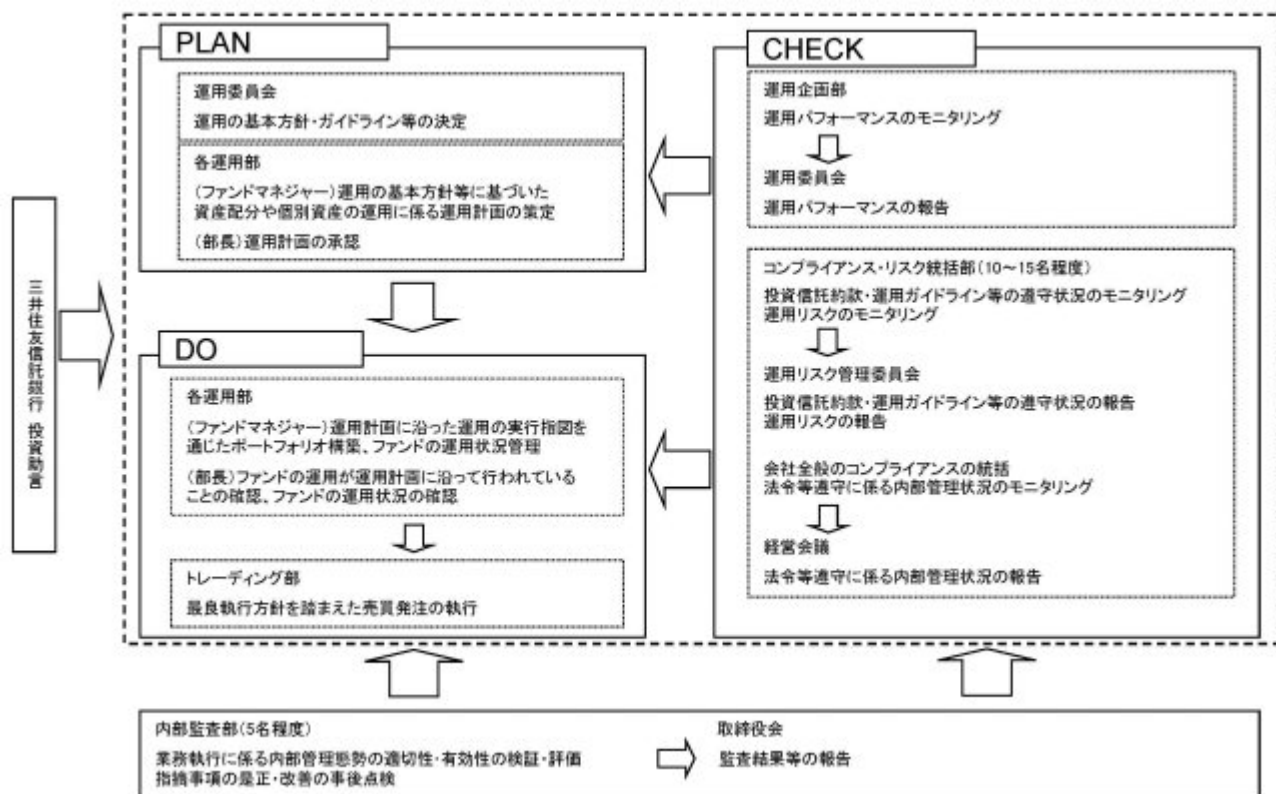 三井住友信託銀行 投資助言
PLAN
運用委員会
運用の基本方針・ガイドライン等の決定
各運用部
(ファンドマネジャー)運用の基本方針等に基づいた
資産配分や個別資産の運用に係る運用計画の策定
(部長)運用計画の承認
DO
各運用部
(ファンドマネジャー)運用計画に沿った運用の実行指図を
通じたポートフォリオ構築、ファンドの運用状況管理
(部長)ファンドの運用が運用計画に沿って行われている
ことの確認、ファンドの運用状況の確認
トレーディング部
最良執行方針を踏まえた売買発注の執行
CHECK
運用企画部
運用パフォーマンスのモニタリング
運用委員会
運用パフォーマンスの報告
コンプライアンス・リスク統括部(10~15名程度)
投資信託約款・運用ガイドライン等の遵守状況のモニタリング
運用リスクのモニタリング
運用リスク管理委員会
投資信託約款・運用ガイドライン等の遵守状況の報告
運用リスクの報告
会社全般のコンプライアンスの統括
法令等遵守に係る内部管理状況のモニタリング
経営会議
法令等遵守に係る内部管理状況の報告
内部監査部(5名程度)
業務執行に係る内部管理態勢の適切性・有効性の検証・評価
指摘事項の是正・改善の事後点検
取締役会
監査結果等の報告